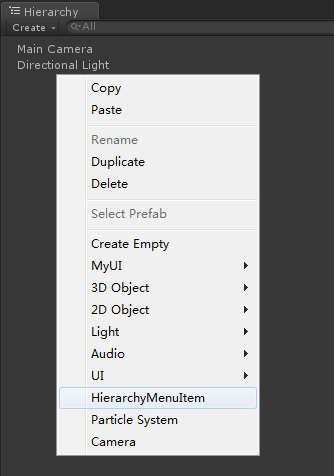 Hierarchy
Create
All
Main Camera
Directional Light
Copy
Paste
Rename
Duplicate
Delete
Select Prefab
Create Empty
MyUI
3D Object
2D Object
Light
Audio
UI
HierarchyMenuItem
Particle System
Camera